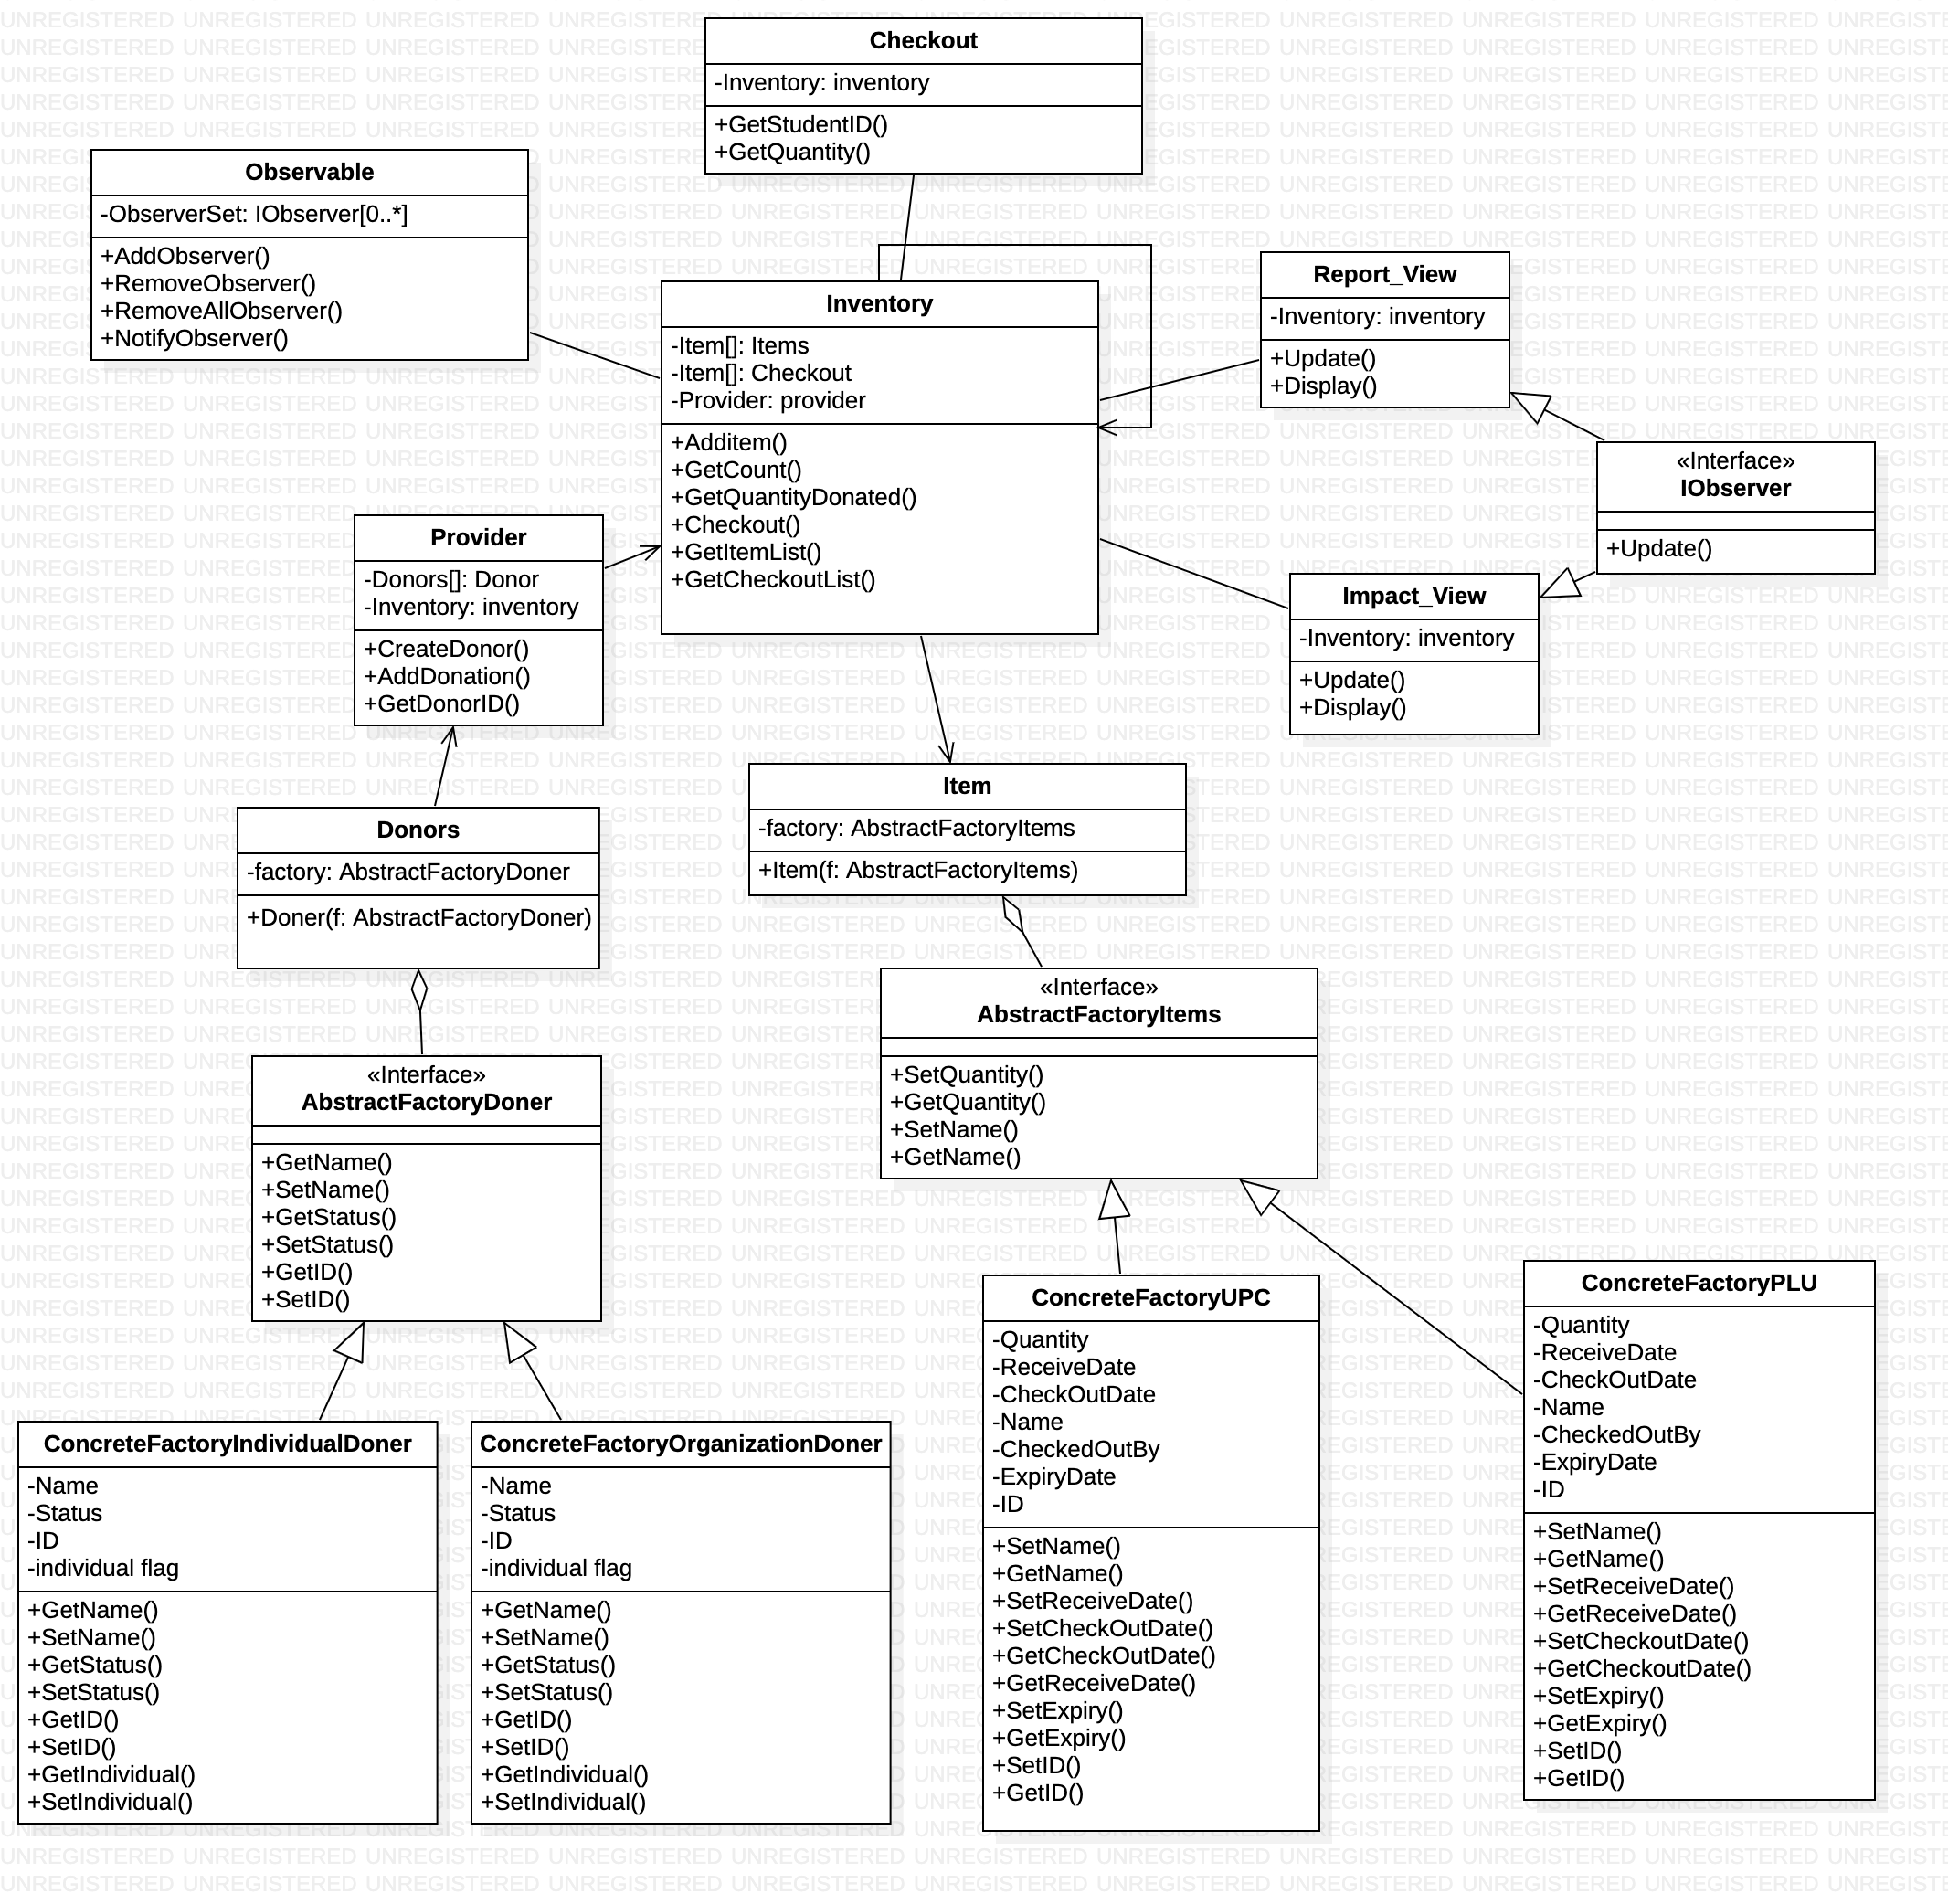 Checkout
-Inventory: inventory
+GetStudentID()
+GetQuantity()
Observable
-ObserverSet: IObserver[0..*]
+AddObserver()
+RemoveObserver()
+RemoveAllObserver()
+NotifyObserver()
Inventory
-Item[]: Items
-Item[]: Checkout
-Provider: provider
+Additem()
+GetCount()
+GetQuantityDonated()
+Checkout()
+GetItemList()
+GetCheckoutList()
Report_View
-Inventory: inventory
+Update()
+Display()
«Interface»
IObserver
+Update()
Impact_View
-Inventory: inventory
+Update()
+Display()
Provider
-Donors[]: Donor
-Inventory: inventory
+CreateDonor()
+AddDonation()
+GetDonorID()
Donors
-factory: AbstractFactoryDoner
+Doner(f: AbstractFactoryDoner)
Item
-factory: AbstractFactoryItems
+Item(f: AbstractFactoryItems)
«Interface»
AbstractFactoryDoner
+GetName()
+SetName()
+GetStatus()
+SetStatus()
+GetID()
+SetID()
«Interface»
AbstractFactoryItems
+SetQuantity()
+GetQuantity()
+SetName()
+GetName()
ConcreteFactoryIndividualDoner
-Name
-Status
-ID
-individual flag
+GetName()
+SetName()
+GetStatus()
+SetStatus()
+GetID()
+SetID()
+GetIndividual()
+SetIndividual()
ConcreteFactoryOrganizationDoner
-Name
-Status
-ID
-individual flag
+GetName()
+SetName()
+GetStatus()
+SetStatus()
+GetID()
+SetID()
+GetIndividual()
+SetIndividual()
ConcreteFactoryUPC
-Quantity
-ReceiveDate
-CheckOutDate
-Name
-CheckedOutBy
-ExpiryDate
-ID
+SetName()
+GetName()
+SetReceiveDate()
+SetCheckOutDate()
+GetCheckOutDate()
+GetReceiveDate()
+SetExpiry()
+GetExpiry()
+SetID()
+GetID()
ConcreteFactoryPLU
-Quantity
-ReceiveDate
-CheckOutDate
-Name
-CheckedOutBy
-ExpiryDate
-ID
+SetName()
+GetName()
+SetReceiveDate()
+GetReceiveDate()
+SetCheckoutDate()
+GetCheckoutDate()
+SetExpiry()
+GetExpiry()
+SetID()
+GetID()
UNREGISTERED